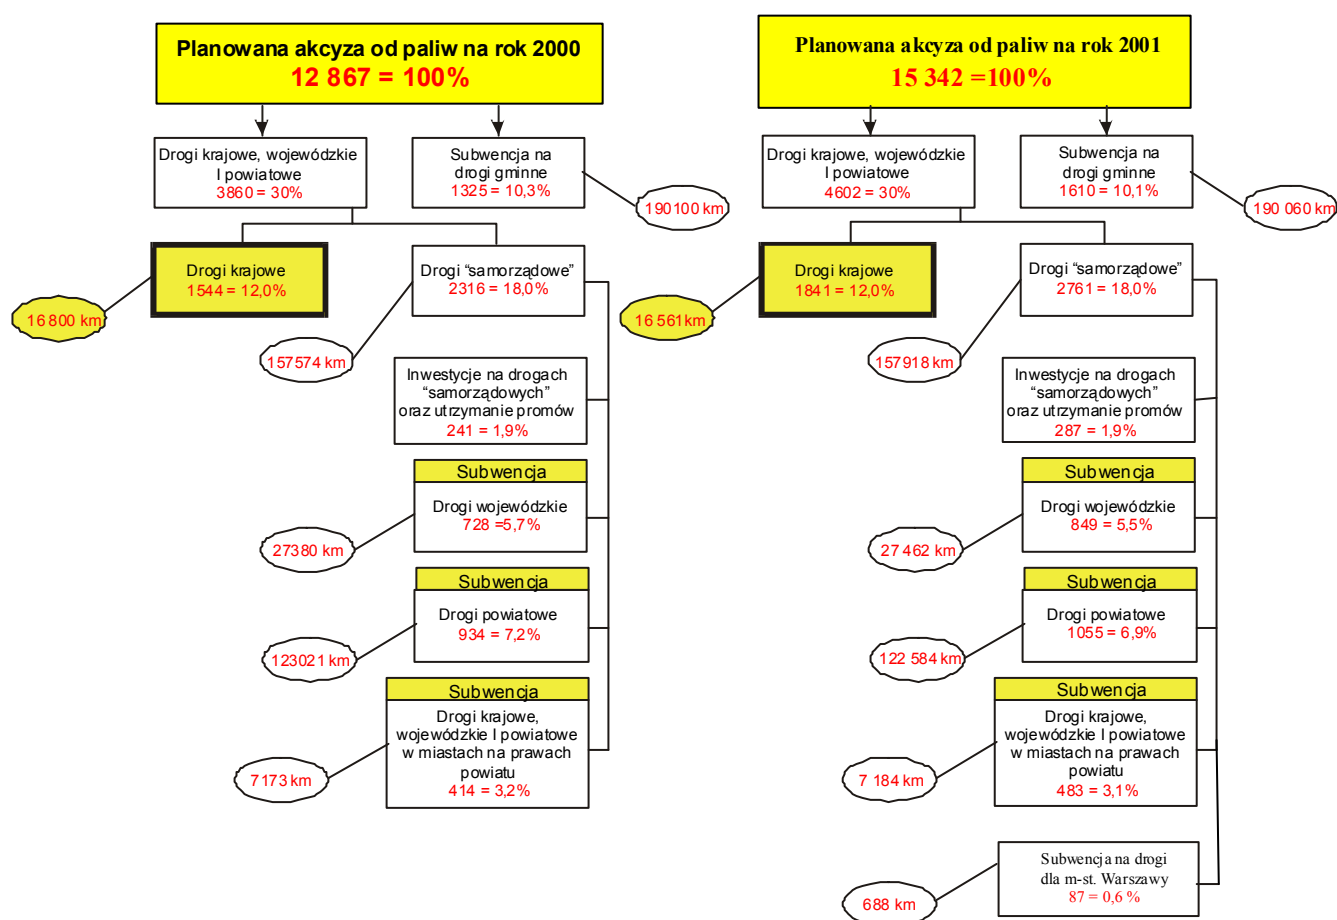 Planowana akcyza od paliw na rok 2000
12 867 = 100%
Drogi krajowe, wojewódzkie
I powiatowe
3860 = 30%
Subwencja na
drogi gminne
1325 = 10,3%
190100 km
Drogi krajowe
1544 = 12,0%
16 800 km
Drogi “samorządowe”
2316 = 18,0%
157574 km
Inwestycje na drogach
“samorządowych”
oraz utrzymanie promów
241 = 1,9%
Subwencja
Drogi wojewódzkie
728 =5,7%
27380 km
Subwencja
Drogi powiatowe
934 = 7,2%
123021 km
Subwencja
Drogi krajowe,
wojewódzkie I powiatowe
w miastach na prawach
powiatu
414 = 3,2%
7173 km
Planowana akcyza od paliw na rok 2001
15 342 =100%
Drogi krajowe, wojewódzkie
I powiatowe
4602 = 30%
Subwencja na
drogi gminne
1610 = 10,1%
190 060 km
Drogi krajowe
1841 = 12,0%
16 561km
Drogi “samorządowe”
2761 = 18,0%
157918 km
Inwestycje na drogach
“samorządowych”
oraz utrzymanie promów
287 = 1,9%
Subwencja
Drogi wojewódzkie
849 = 5,5%
27 462 km
Subwencja
Drogi powiatowe
1055 = 6,9%
122 584 km
Subwencja
Drogi krajowe,
wojewódzkie I powiatowe
w miastach na prawach
powiatu
483 = 3,1%
7 184 km
Subwencja na drogi
dla m-st. Warszawy
87 = 0,6 %
688 km